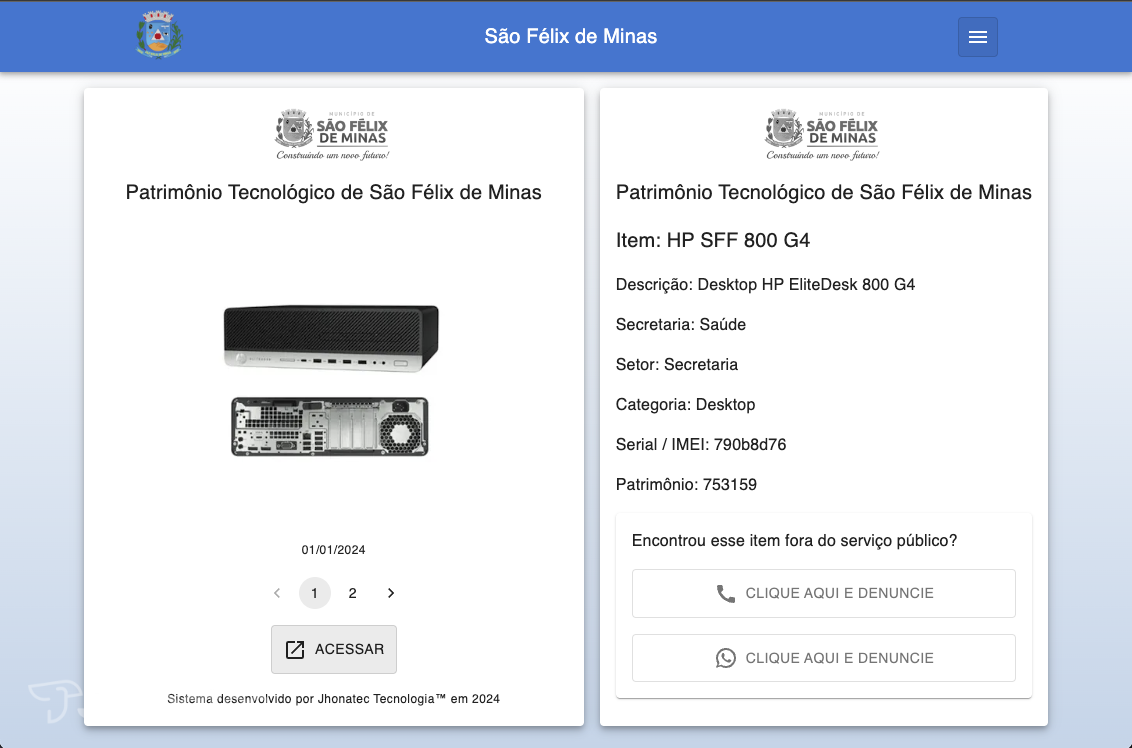 São Félix de Minas
MUNICÍPIO DE
SÃO FÉLIX
DE MINAS
Construindo um novo futuro!
Patrimônio Tecnológico de São Félix de Minas
01/01/2024
1
2
ACESSAR
Sistema desenvolvido por Jhonatec Tecnologia™ em 2024
MUNICÍPIO DE
SÃO FÉLIX
DE MINAS
Construindo um novo futuro!
Patrimônio Tecnológico de São Félix de Minas
Item: HP SFF 800 G4
Descrição: Desktop HP EliteDesk 800 G4
Secretaria: Saúde
Setor: Secretaria
Categoria: Desktop
Serial / IMEI: 790b8d76
Patrimônio: 753159
Encontrou esse item fora do serviço público?
CLIQUE AQUI E DENUNCIE
CLIQUE AQUI E DENUNCIE